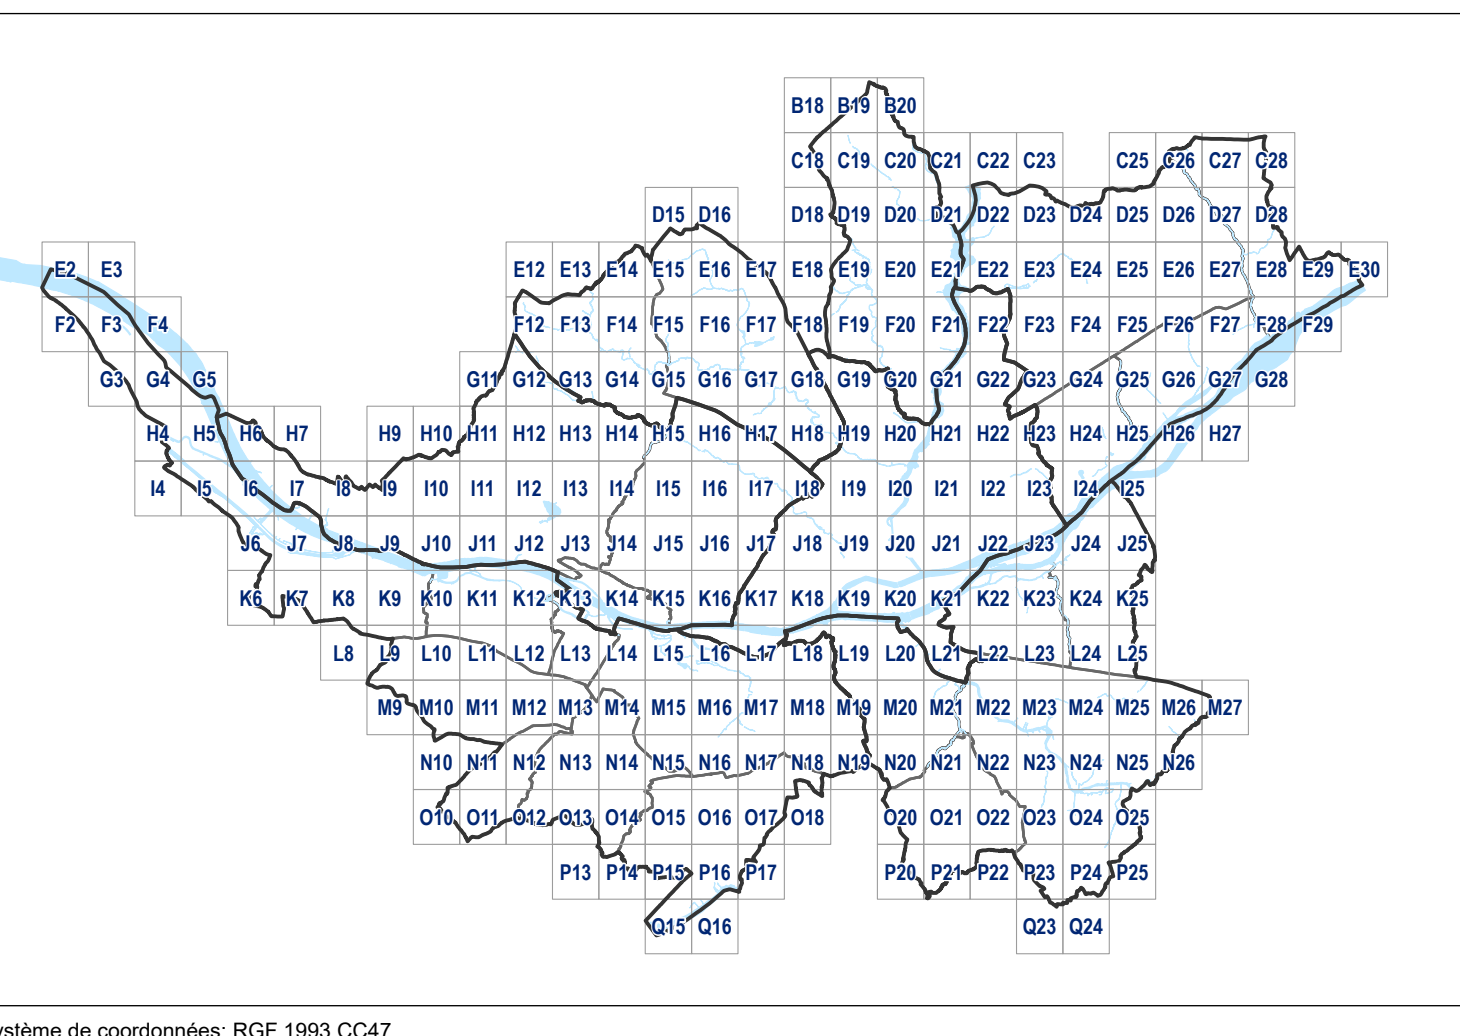 B18 B19 B20
C18 C19 C20 C21 C22 C23 C25 C26 C27 C28
D15 D16 D18 D19 D20 D21 D22 D23 D24 D25 D26 D27 D28
E2 E3 E12 E13 E14 E15 E16 E17 E18 E19 E20 E21 E22 E23 E24 E25 E26 E27 E28 E29 E30
F2 F3 F4 F12 F13 F14 F15 F16 F17 F18 F19 F20 F21 F22 F23 F24 F25 F26 F27 F28 F29
G3 G4 G5 G11 G12 G13 G14 G15 G16 G17 G18 G19 G20 G21 G22 G23 G24 G25 G26 G27 G28
H4 H5 H6 H7 H9 H10 H11 H12 H13 H14 H15 H16 H17 H18 H19 H20 H21 H22 H23 H24 H25 H26 H27
I4 I5 I6 I7 I8 I9 I10 I11 I12 I13 I14 I15 I16 I17 I18 I19 I20 I21 I22 I23 I24 I25
J6 J7 J8 J9 J10 J11 J12 J13 J14 J15 J16 J17 J18 J19 J20 J21 J22 J23 J24 J25
K6 K7 K8 K9 K10 K11 K12 K13 K14 K15 K16 K17 K18 K19 K20 K21 K22 K23 K24 K25
L8 L9 L10 L11 L12 L13 L14 L15 L16 L17 L18 L19 L20 L21 L22 L23 L24 L25
M9 M10 M11 M12 M13 M14 M15 M16 M17 M18 M19 M20 M21 M22 M23 M24 M25 M26 M27
N10 N11 N12 N13 N14 N15 N16 N17 N18 N19 N20 N21 N22 N23 N24 N25 N26
O10 O11 O12 O13 O14 O15 O16 O17 O18 O20 O21 O22 O23 O24 O25
P13 P14 P15 P16 P17 P20 P21 P22 P23 P24 P25
Q15 Q16 Q23 Q24
ystème de coordonnées: RGF 1993 CC47